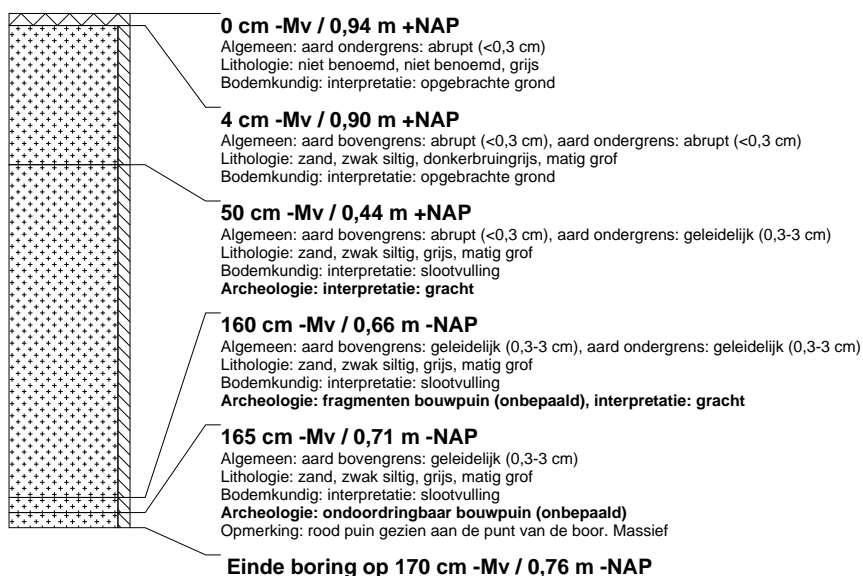 0 cm -Mv / 0,94 m +NAP
Algemeen: aard ondergrens: abrupt (<0,3 cm)
Lithologie: niet benoemd, niet benoemd, grijs
Bodemkundig: interpretatie: opgebrachte grond
4 cm -Mv / 0,90 m +NAP
Algemeen: aard bovengrens: abrupt (<0,3 cm), aard ondergrens: abrupt (<0,3 cm)
Lithologie: zand, zwak siltig, donkerbruingrijs, matig grof
Bodemkundig: interpretatie: opgebrachte grond
50 cm -Mv / 0,44 m +NAP
Algemeen: aard bovengrens: abrupt (<0,3 cm), aard ondergrens: geleidelijk (0,3-3 cm)
Lithologie: zand, zwak siltig, grijs, matig grof
Bodemkundig: interpretatie: slootvulling
Archeologie: interpretatie: gracht
160 cm -Mv / 0,66 m -NAP
Algemeen: aard bovengrens: geleidelijk (0,3-3 cm), aard ondergrens: geleidelijk (0,3-3 cm)
Lithologie: zand, zwak siltig, grijs, matig grof
Bodemkundig: interpretatie: slootvulling
Archeologie: fragmenten bouwpuin (onbepaald), interpretatie: gracht
165 cm -Mv / 0,71 m -NAP
Algemeen: aard bovengrens: geleidelijk (0,3-3 cm)
Lithologie: zand, zwak siltig, grijs, matig grof
Bodemkundig: interpretatie: slootvulling
Archeologie: ondoordringbaar bouwpuin (onbepaald)
Opmerking: rood puin gezien aan de punt van de boor. Massief
Einde boring op 170 cm -Mv / 0,76 m -NAP